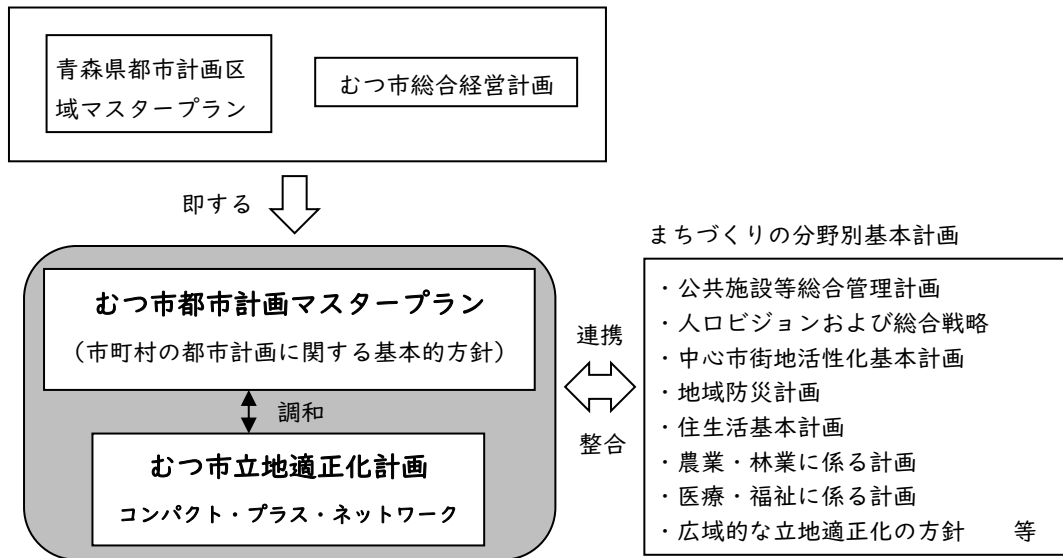 青森県都市計画区
域マスタープラン
むつ市総合経営計画
即する
むつ市都市計画マスタープラン
（市町村の都市計画に関する基本的方針）
調和
むつ市立地適正化計画
コンパクト・プラス・ネットワーク
連携
整合
まちづくりの分野別基本計画
・公共施設等総合管理計画
・人口ビジョンおよび総合戦略
・中心市街地活性化基本計画
・地域防災計画
・住生活基本計画
・農業・林業に係る計画
・医療・福祉に係る計画
・広域的な立地適正化の方針　　等